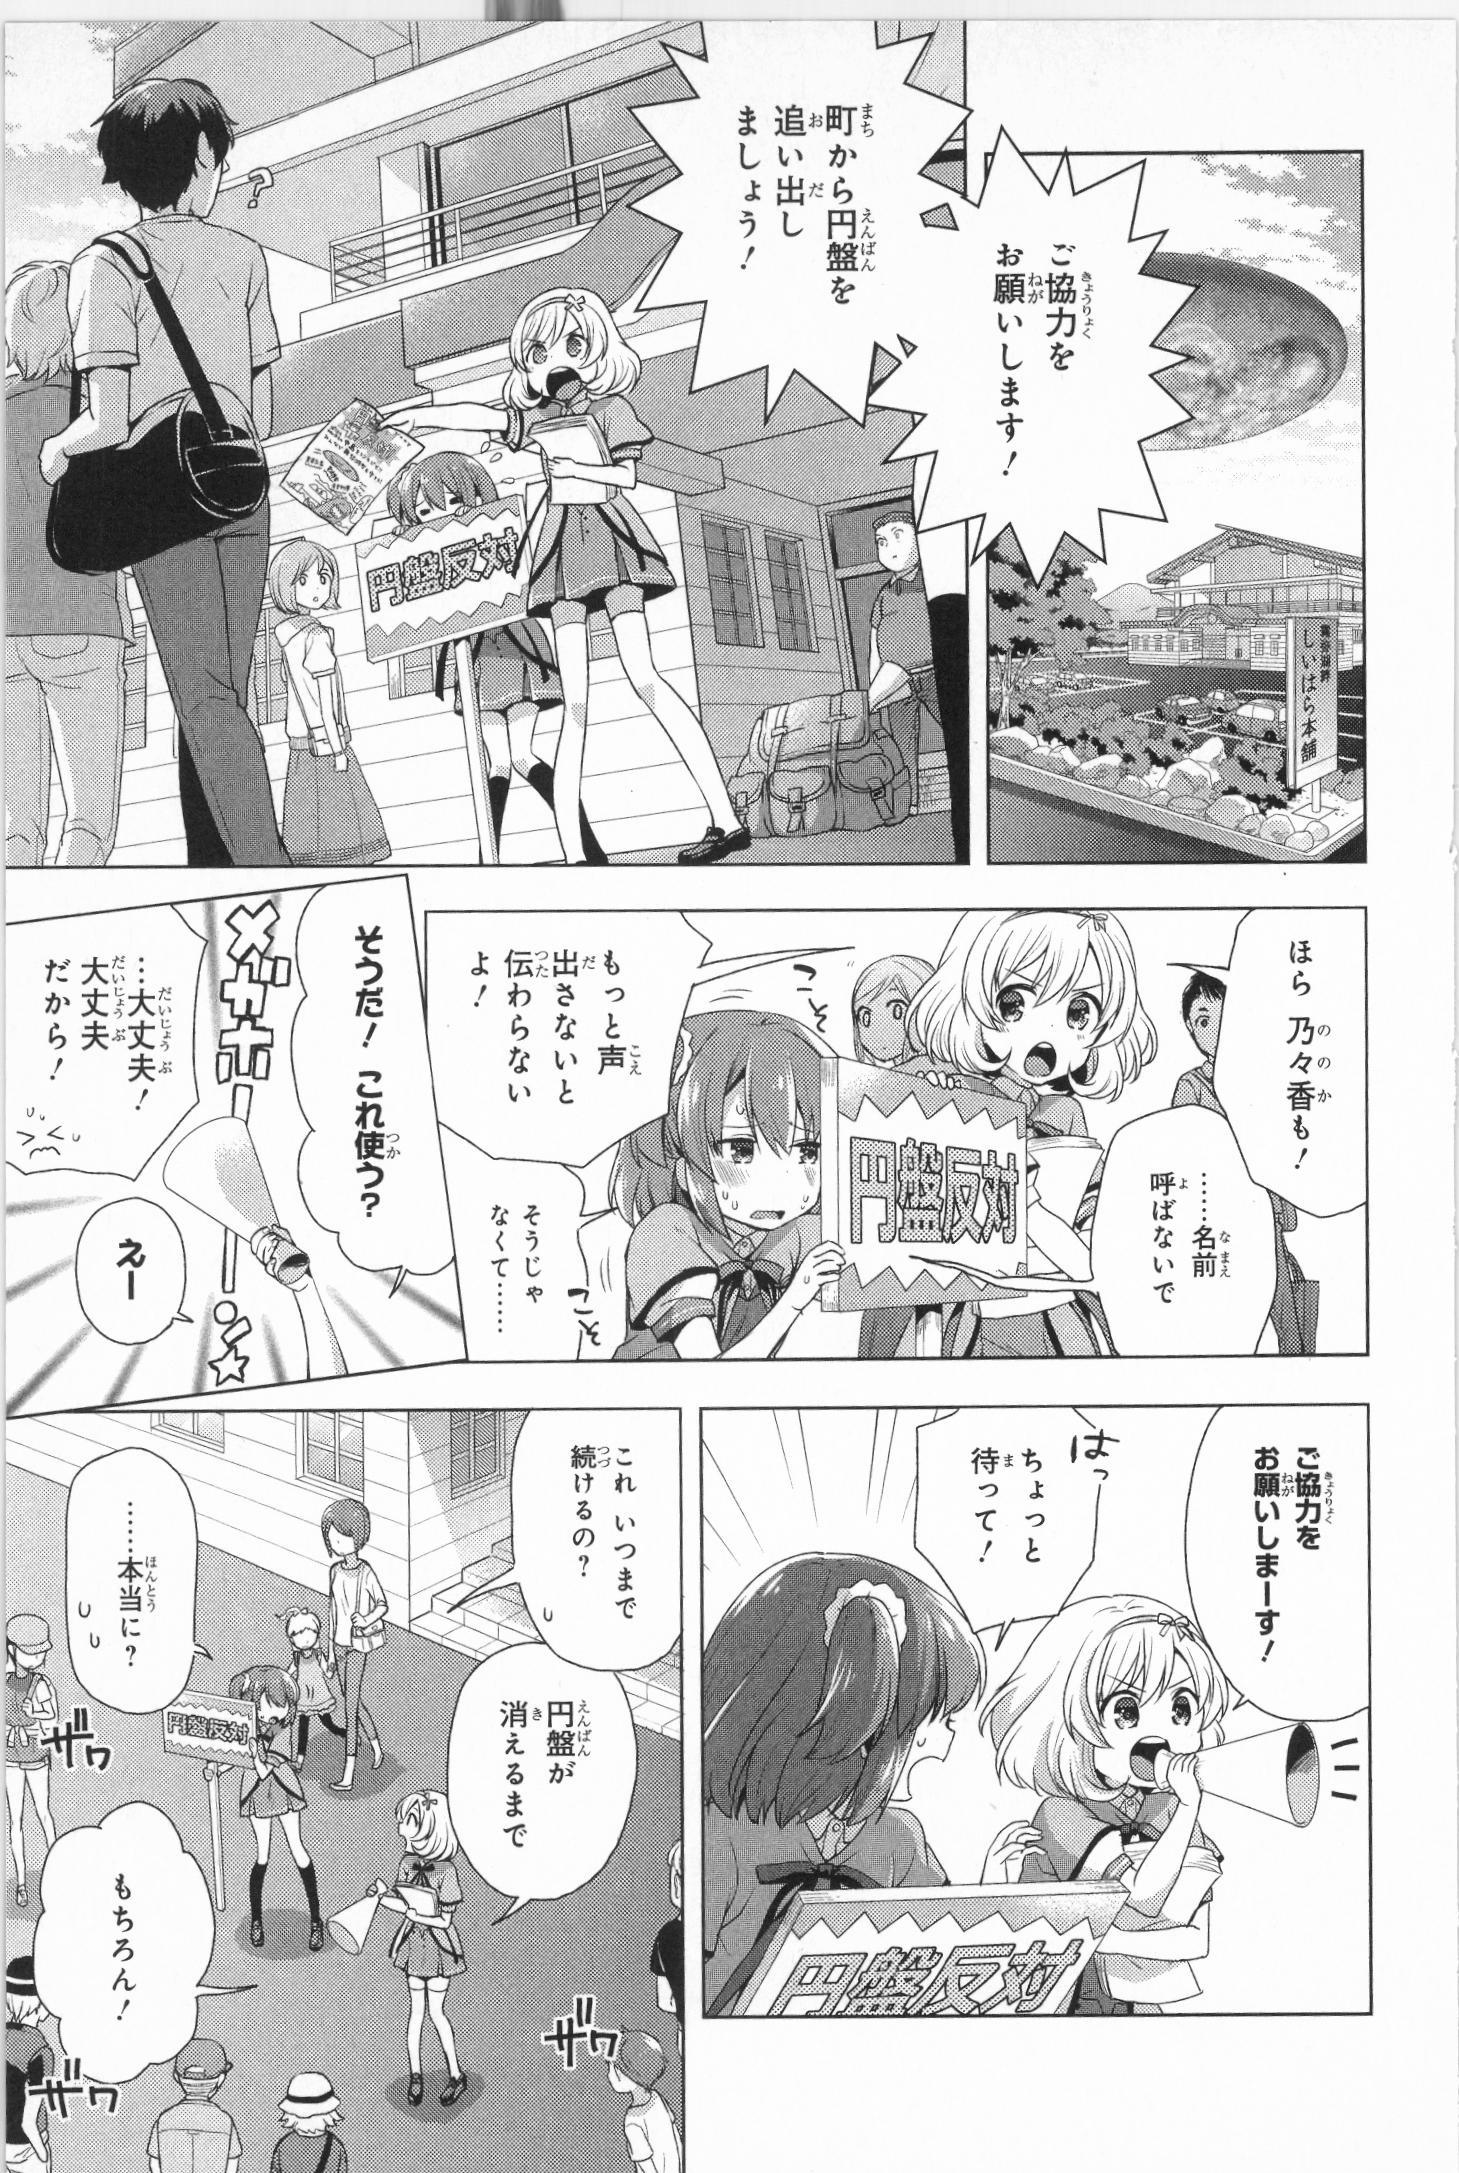 ご協力を
お願いします!
しいはら本舗
町から円盤を
追い出し
ましょう!
円盤反対
ほら 乃々香も!
……名前
呼ばないで
円盤反対
こそ
もっと声
出さないと
伝わらない
よ!
そうじゃ
なくて……
こそ
そうだ! これ使う?
メガホーーン☆
…大丈夫!
大丈夫
だから!
えー
ご協力を
お願いしまーす!
はっ
ちょっと
待って!
円盤反対
これ いつまで
続けるの?
円盤が
消えるまで
……本当に?
円盤反対
もちろん!
ザワ
ザワ
ザワ